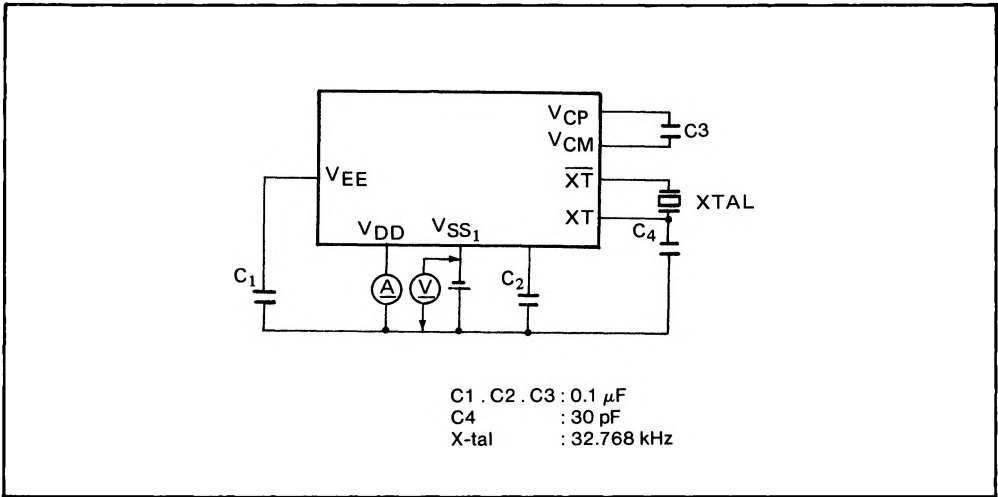 VCP
C3
VCM
VEE
X̅T̅
XTAL
XT
VDD
VSS1
C4
C1
A
V
C2
C1 . C2 . C3 : 0.1 μF
C4 : 30 pF
X-tal : 32.768 kHz